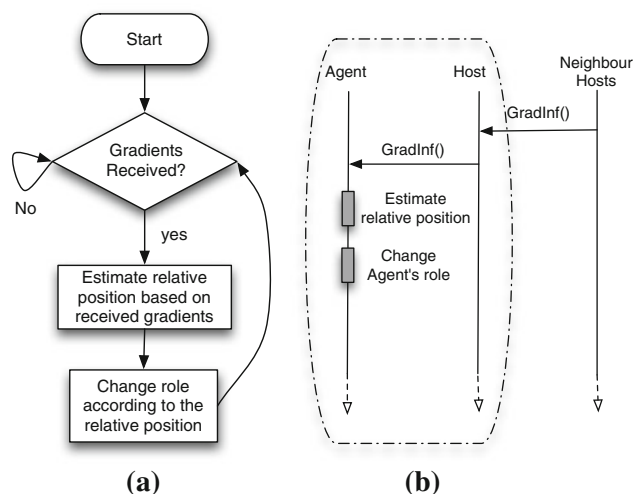 Start
Gradients
Received?
No
yes
Estimate relative
position based on
received gradients
Change role
according to the
relative position
(a)
Agent
Host
Neighbour
Hosts
GradInf()
GradInf()
Estimate
relative position
Change
Agent's role
(b)